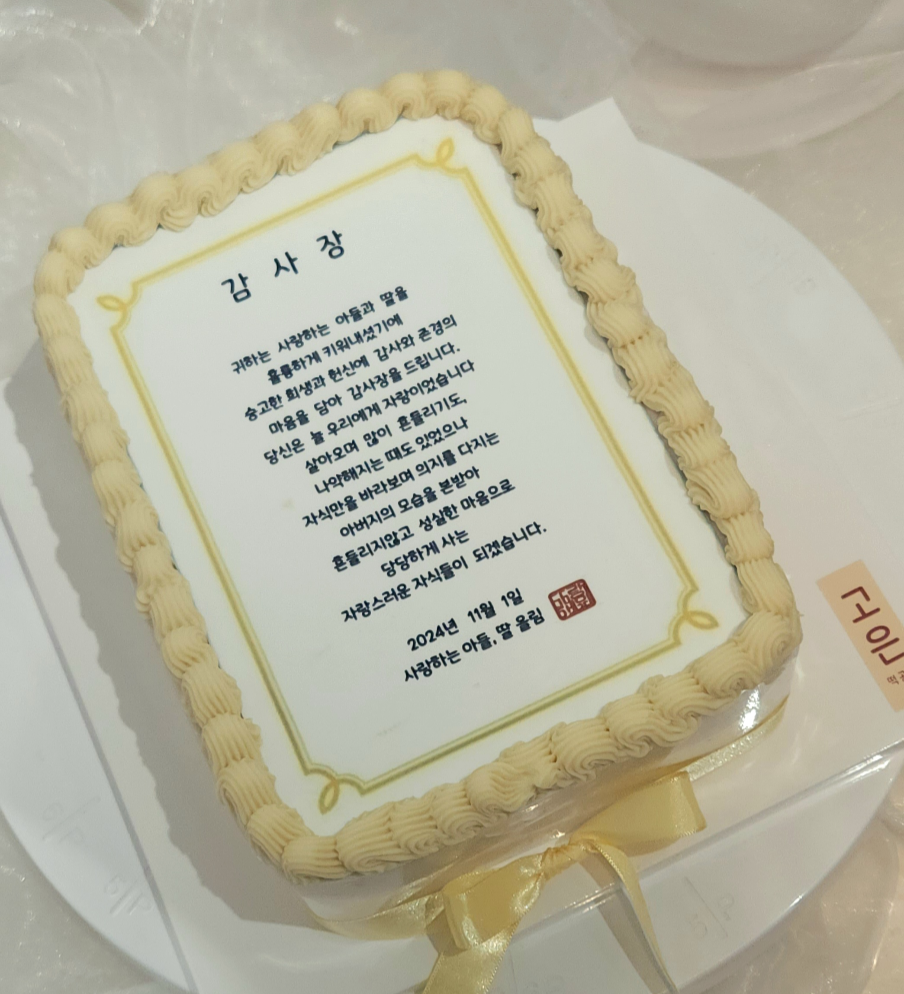 감 사 장
귀하는 사랑하는 아들과 딸을
훌륭하게 키워내셨기에
숭고한 희생과 헌신에 감사와 존경의
마음을 담아 감사장을 드립니다.
당신은 늘 우리에게 자랑이었습니다
살아오며 많이 흔들리기도,
나약해지는 때도 있었으나
자식만을 바라보며 의지를 다지는
아버지의 모습을 본받아
흔들리지않고 성실한 마음으로
당당하게 사는
자랑스러운 자식들이 되겠습니다.
2024년 11월 1일
사랑하는 아들, 딸 올림